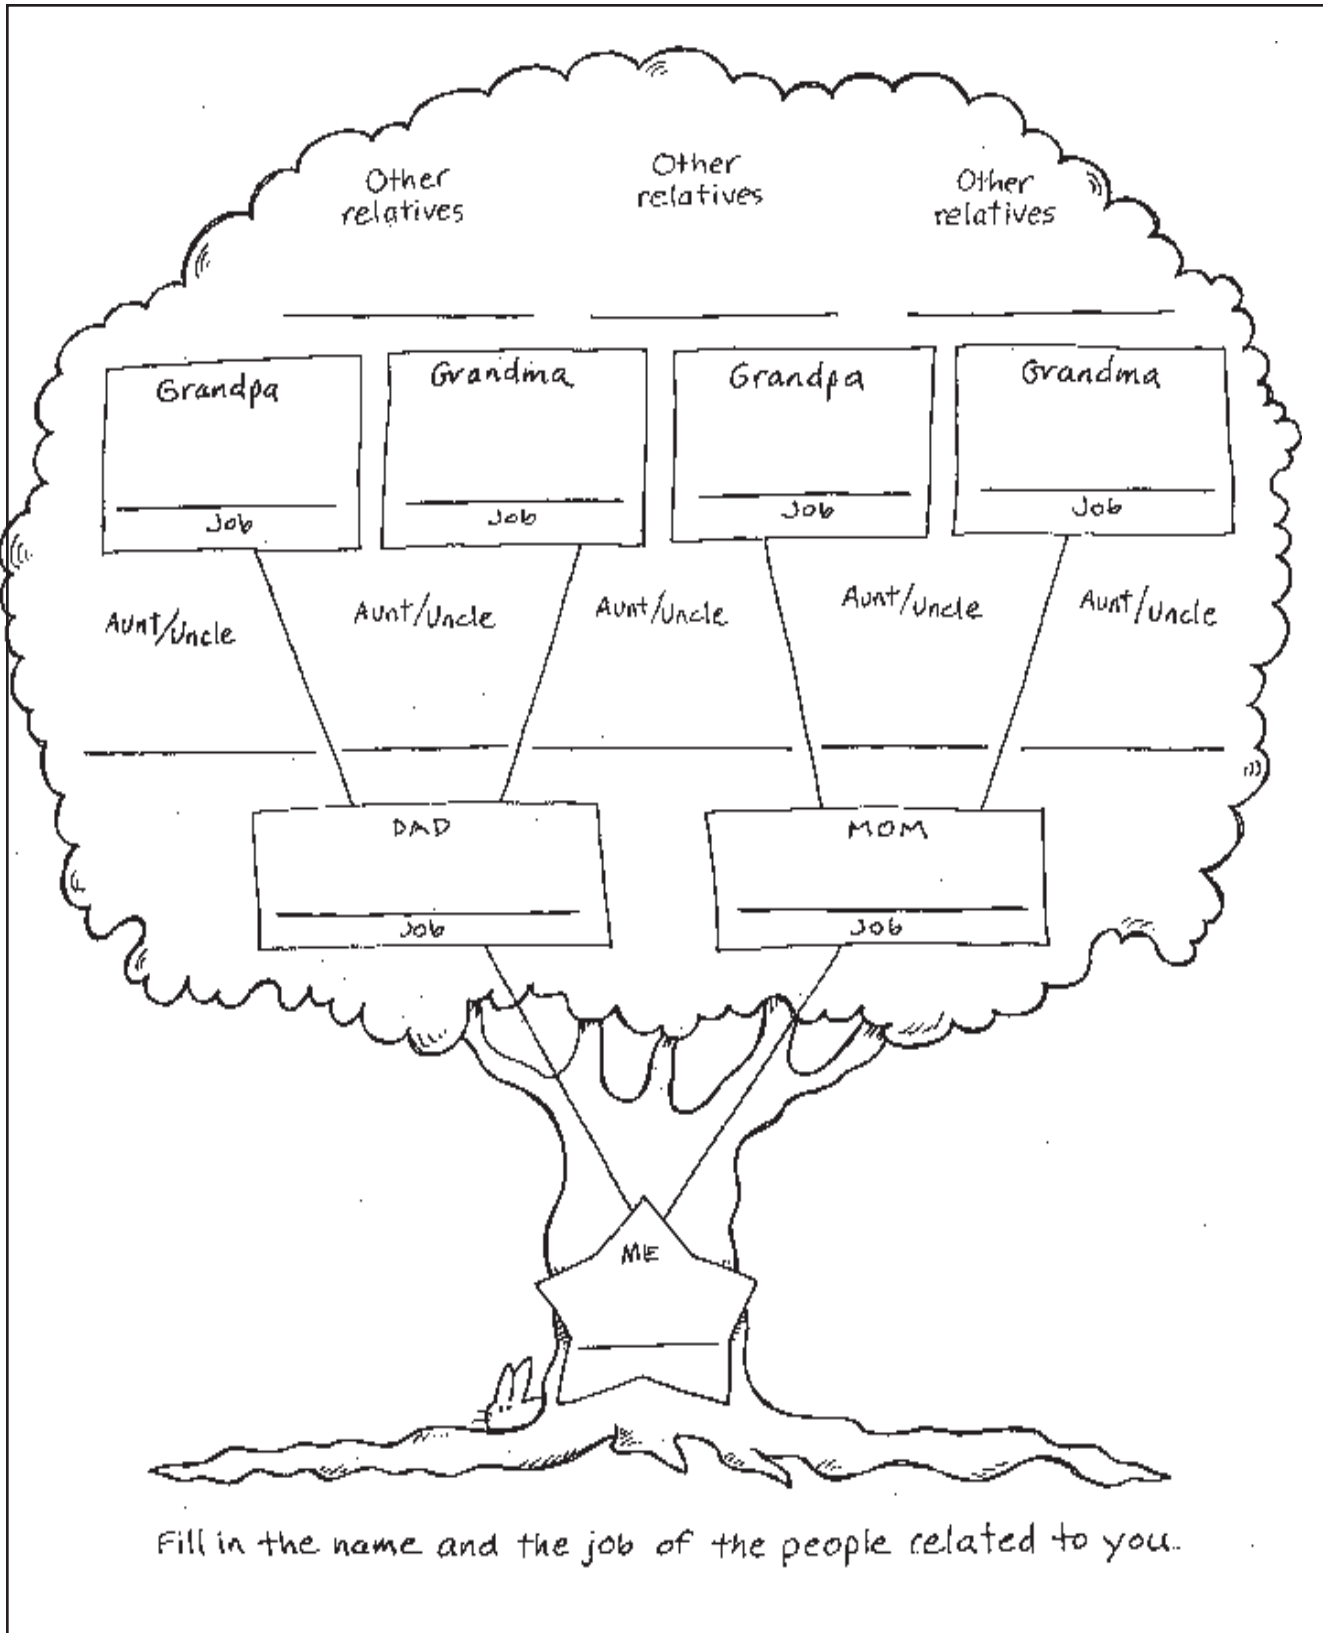 Other
relatives
Other
relatives
Other
relatives
Grandpa
Job
Grandma
Job
Grandpa
Job
Grandma
Job
Aunt/Uncle
Aunt/Uncle
Aunt/Uncle
Aunt/Uncle
Aunt/Uncle
DAD
Job
MOM
Job
ME
Fill in the name and the job of the people related to you.